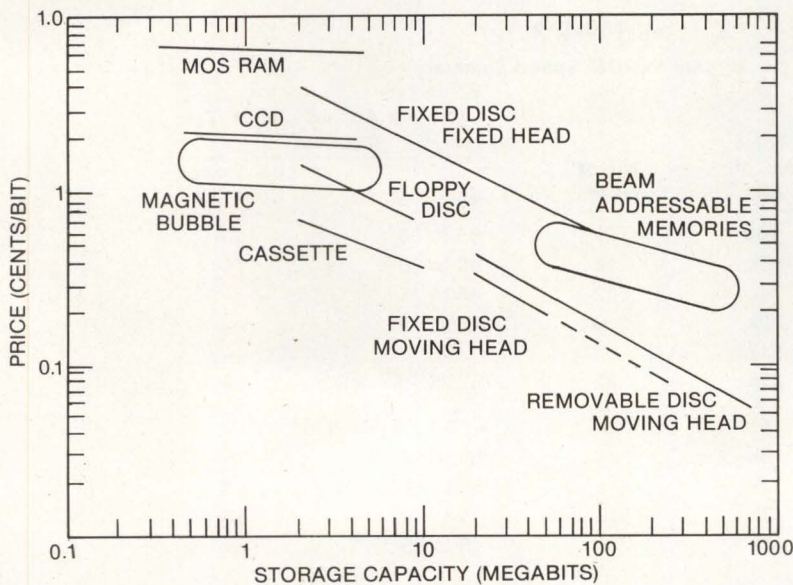 1.0
MOS RAM
CCD
FIXED DISC
FIXED HEAD
1
MAGNETIC
BUBBLE
FLOPPY
DISC
BEAM
ADDRESSABLE
MEMORIES
CASSETTE
PRICE (CENTS/BIT)
FIXED DISC
MOVING HEAD
0.1
REMOVABLE DISC
MOVING HEAD
0.1
1
10
100
1000
STORAGE CAPACITY (MEGABITS)